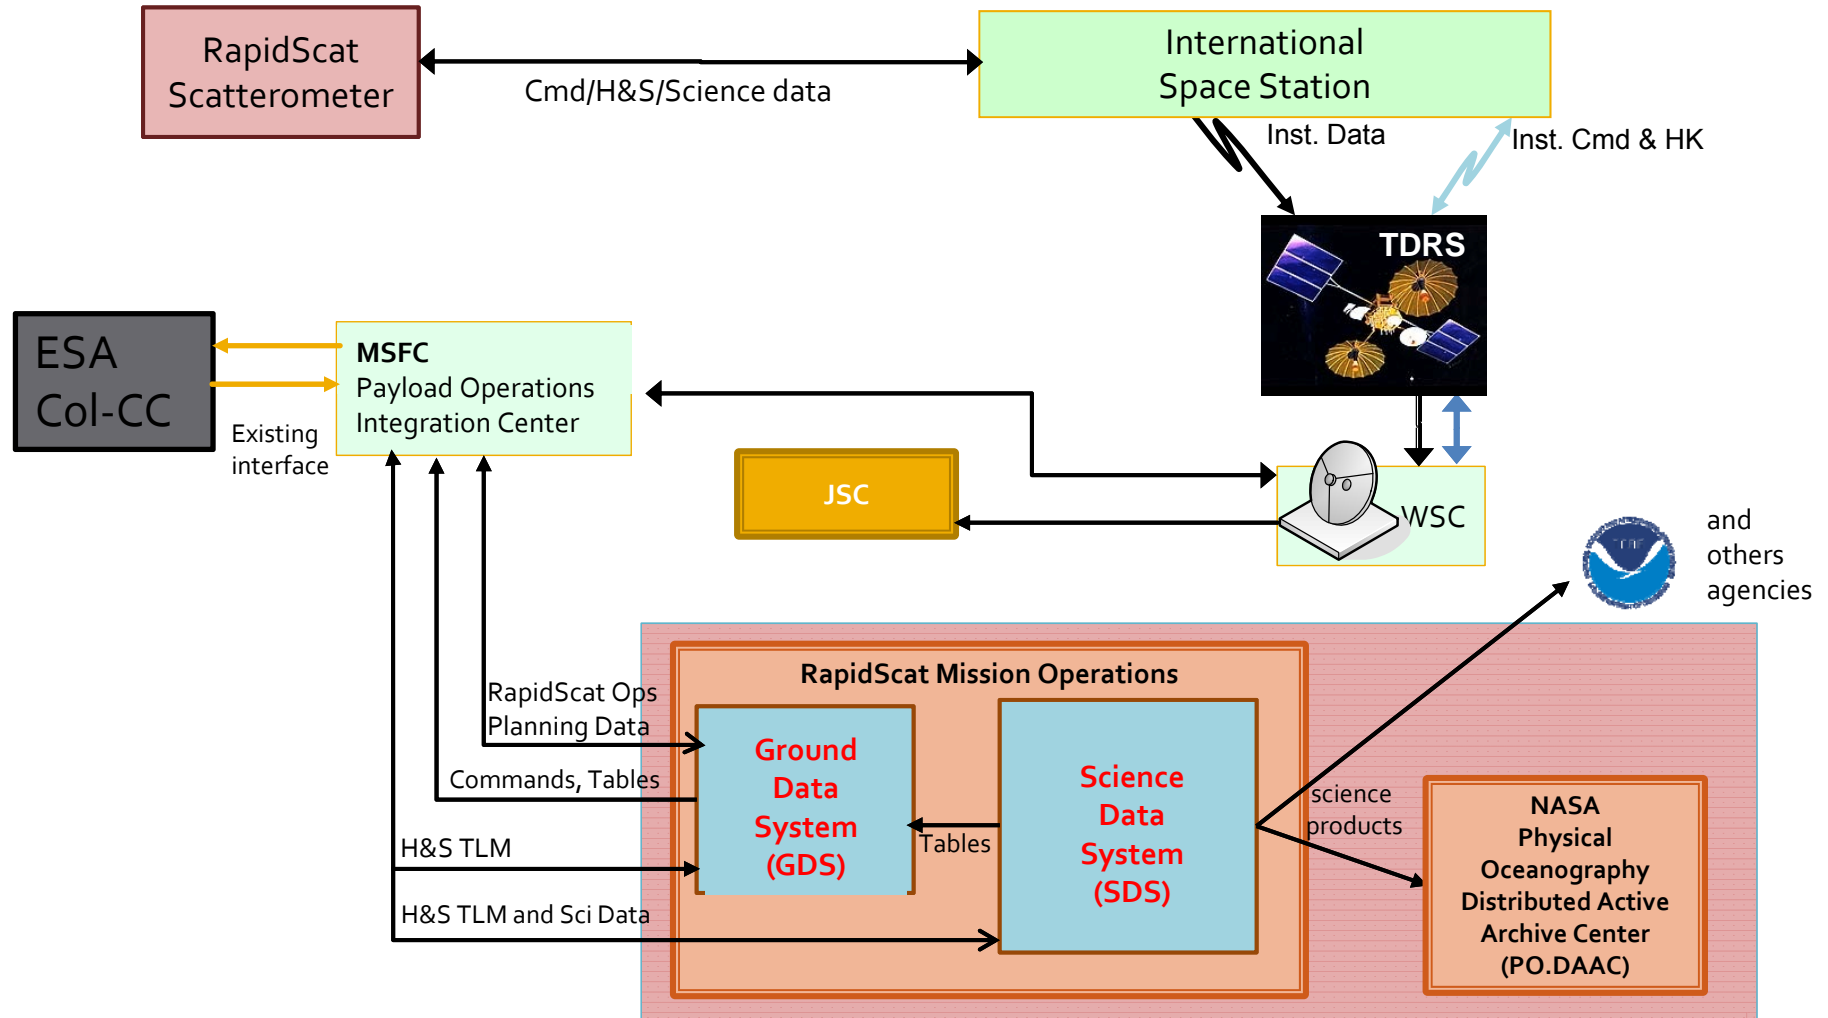 RapidScat
Scatterometer
Cmd/H&S/Science data
International
Space Station
Inst. Data
Inst. Cmd & HK
TDRS
ESA
Col-CC
Existing
interface
MSFC
Payload Operations
Integration Center
JSC
WSC
and
others
agencies
RapidScat Mission Operations
RapidScat Ops
Planning Data
Commands, Tables
H&S TLM
H&S TLM and Sci Data
Ground
Data
System
(GDS)
Tables
Science
Data
System
(SDS)
science
products
NASA
Physical
Oceanography
Distributed Active
Archive Center
(PO.DAAC)